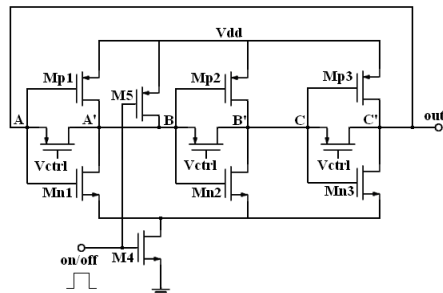 Vdd
Mp1
Mp2
Mp3
M5
A
A'
B
B'
C
C'
out
Vctrl
Vctrl
Vctrl
Mn1
Mn2
Mn3
on/off
M4